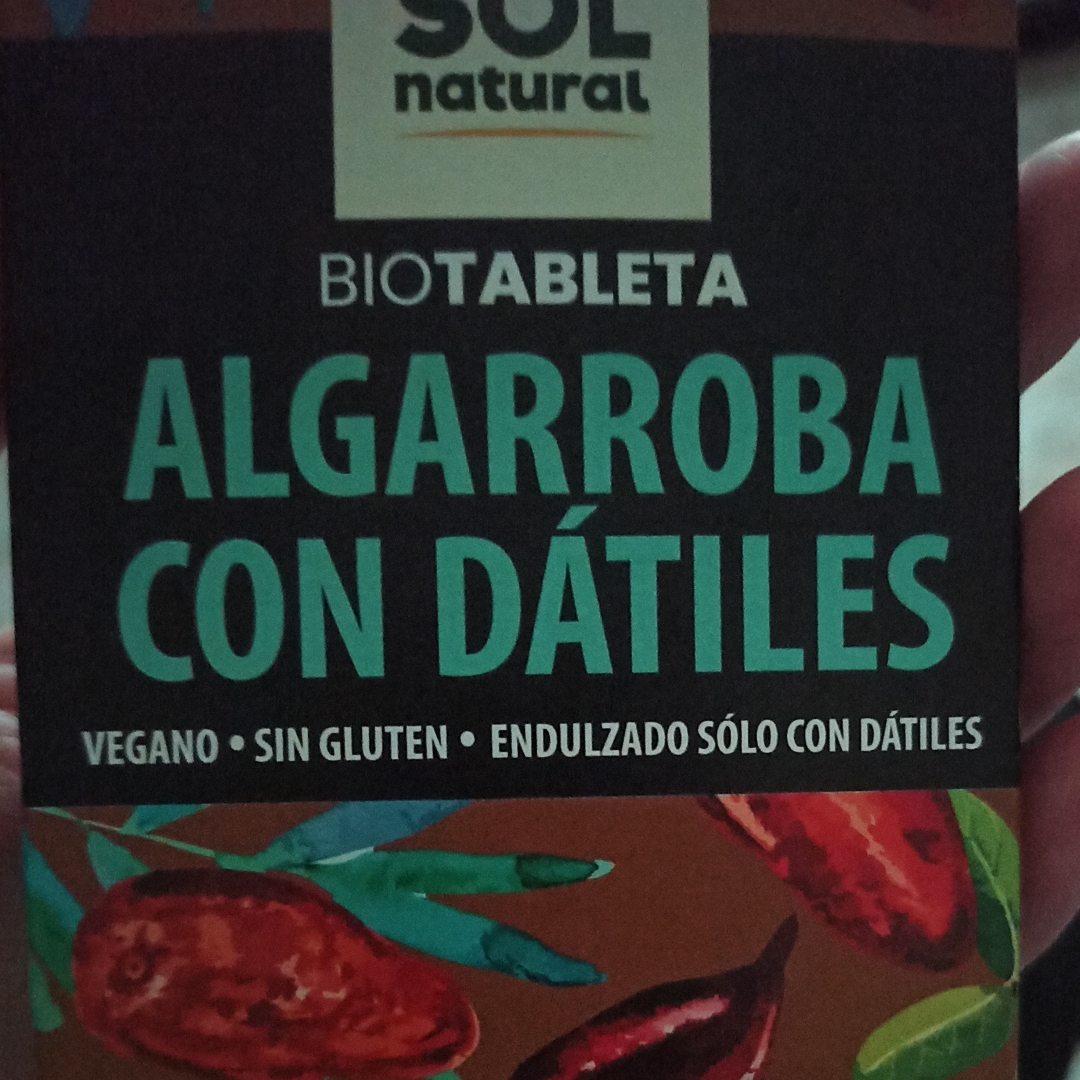 SOL
natural
BIOTABLETA
ALGARROBA
CON DÁTILES
VEGANO • SIN GLUTEN • ENDULZADO SÓLO CON DÁTILES